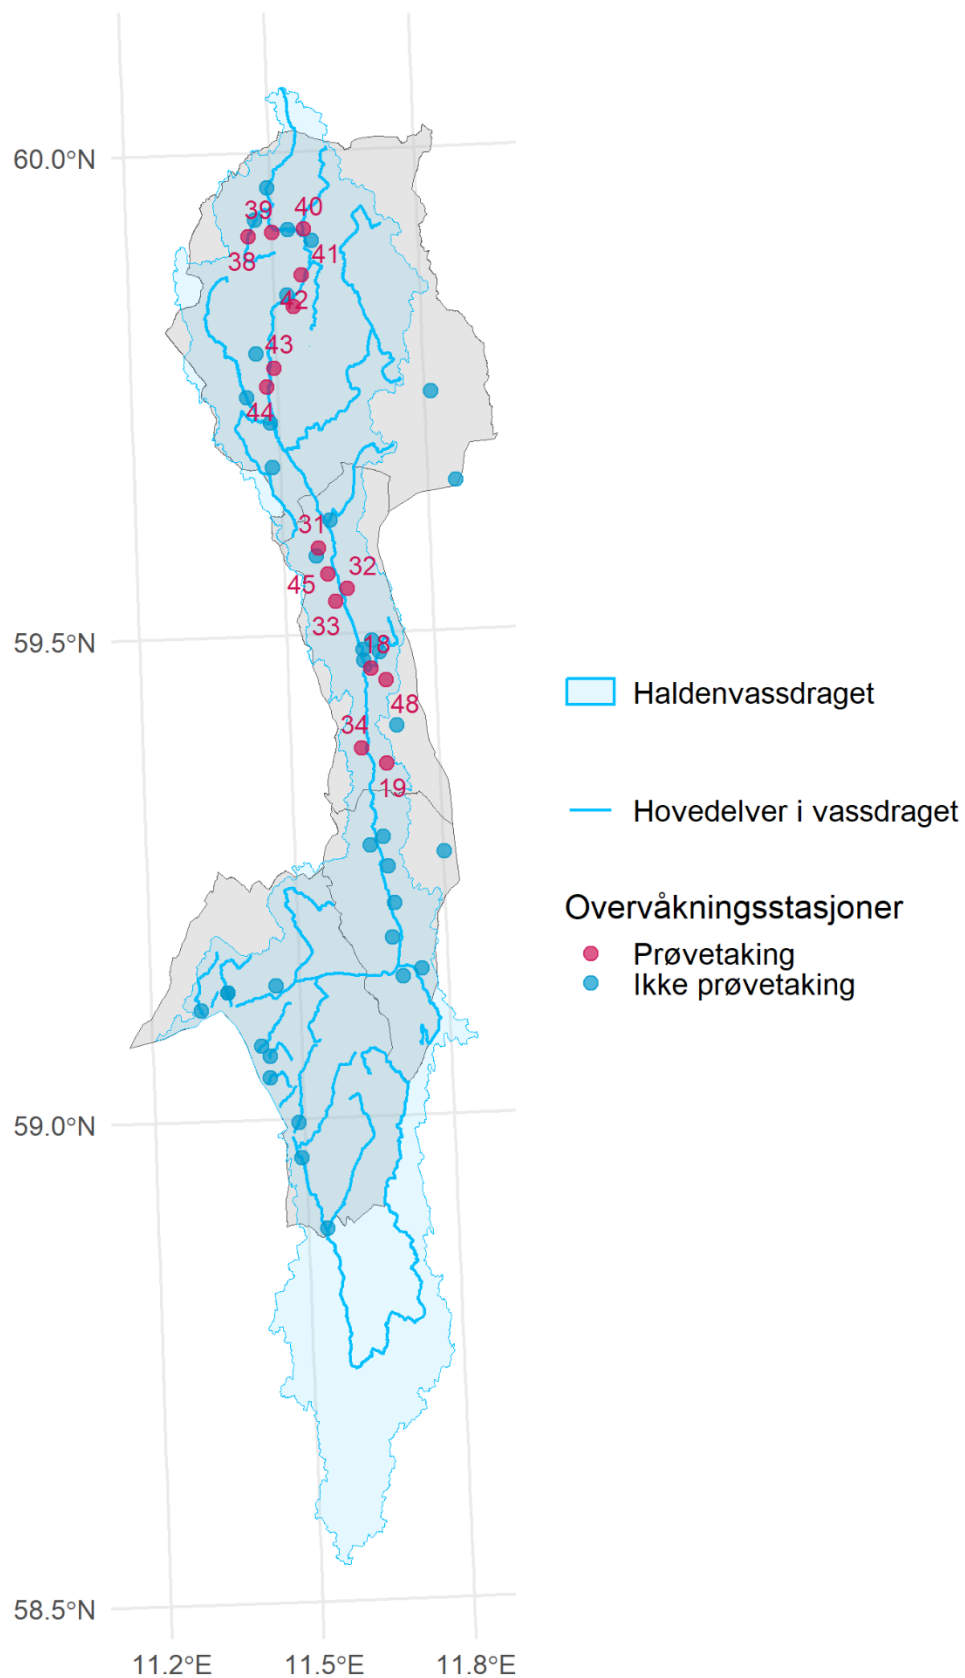 60.0°N
39
40
38
41
42
43
44
31
32
45
33
59.5°N
18
48
34
19
Haldenvassdraget
Hovedelver i vassdraget
Overvåkningsstasjoner
Prøvetaking
Ikke prøvetaking
59.0°N
58.5°N
11.2°E
11.5°E
11.8°E